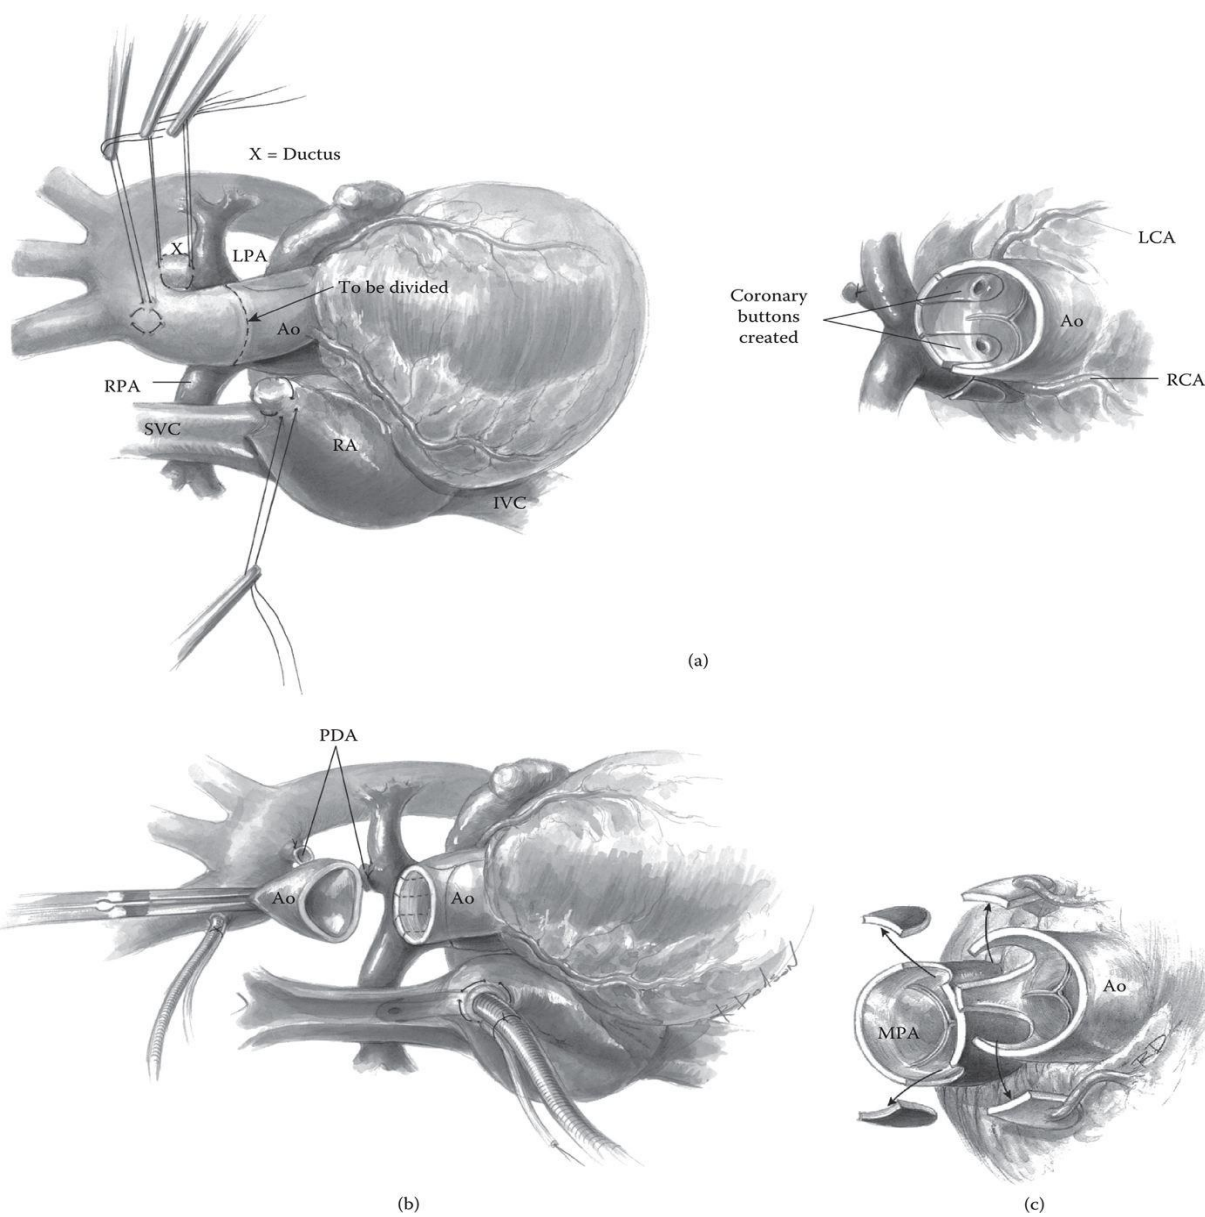 X = Ductus
X
LPA
To be divided
Ao
RPA
SVC
RA
IVC
LCA
Coronary
buttons
created
Ao
RCA
(a)
PDA
Ao
Ao
(b)
MPA
Ao
(c)